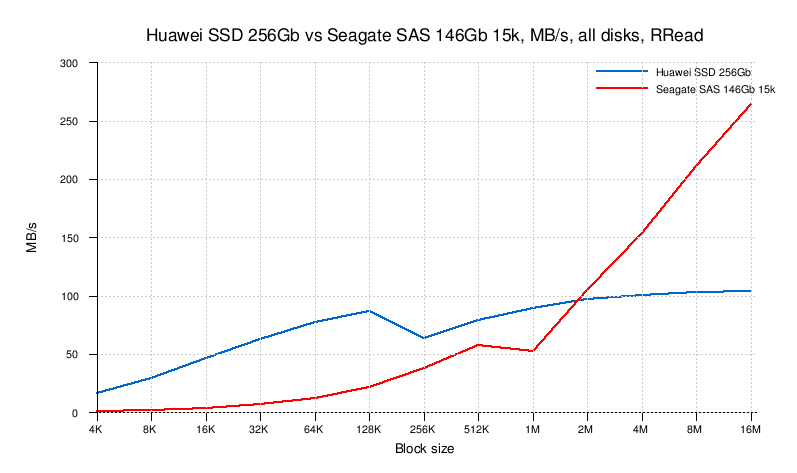 Huawei SSD 256Gb vs Seagate SAS 146Gb 15k, MB/s, all disks, RRead
Huawei SSD 256Gb
Seagate SAS 146Gb 15k
MB/s
300
250
200
150
100
50
0
4K 8K 16K 32K 64K 128K 256K 512K 1M 2M 4M 8M 16M
Block size